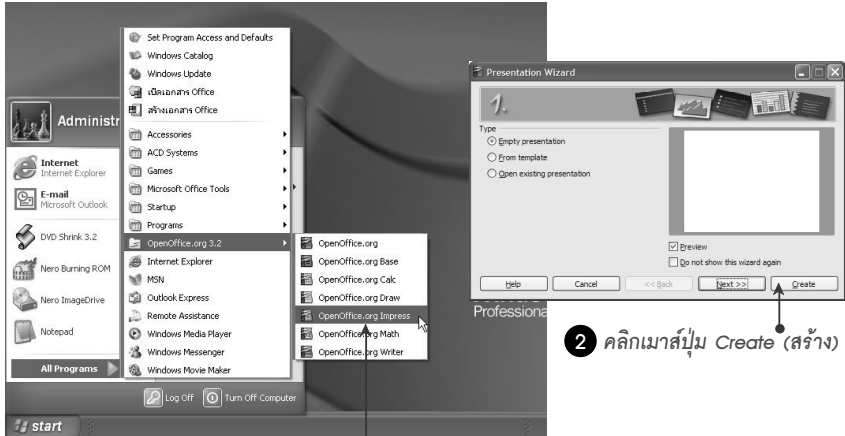 Set Program Access and Defaults
Windows Catalog
Windows Update
เปิดเอกสาร Office
สร้างเอกสาร Office
Administr
Accessories
ACD Systems
Games
Microsoft Office Tools
Startup
Programs
OpenOffice.org 3.2
Internet Explorer
MSN
Outlook Express
Remote Assistance
Windows Media Player
Windows Messenger
Windows Movie Maker
Internet
Internet Explorer
E-mail
Microsoft Outlook
DVD Shrink 3.2
Nero Burning ROM
Nero ImageDrive
Notepad
All Programs
OpenOffice.org
OpenOffice.org Base
OpenOffice.org Calc
OpenOffice.org Draw
OpenOffice.org Impress
OpenOffice.org Math
OpenOffice.org Writer
Log Off
Turn Off Computer
start
Presentation Wizard
1.
Type
Empty presentation
From template
Open existing presentation
Preview
Do not show this wizard again
Help
Cancel
<< Back
Next >>
Create
Professiona
2 คลิกเมาส์ปุ่ม Create (สร้าง)